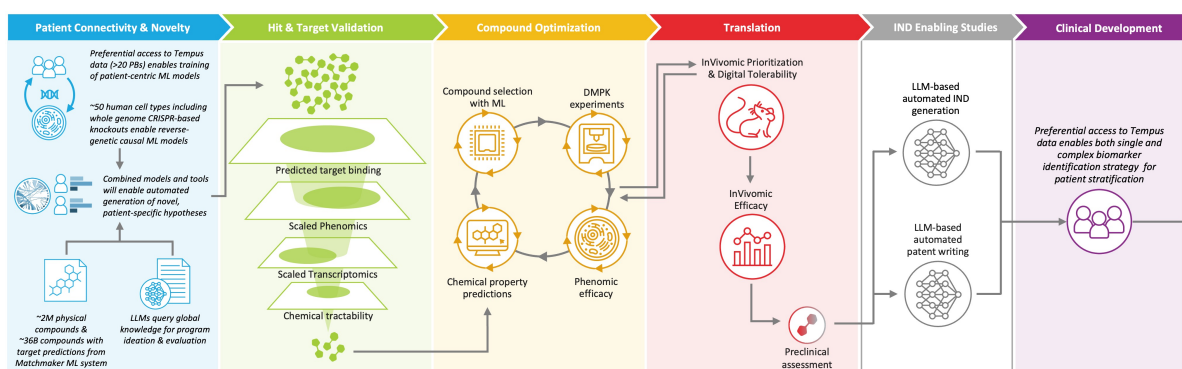 Patient Connectivity & Novelty
Hit & Target Validation
Compound Optimization
Translation
IND Enabling Studies
Clinical Development
Preferential access to Tempus
data (>20 PBs) enables training
of patient-centric ML models
~50 human cell types including
whole genome CRISPR-based
knockouts enable reverse-
genetic causal ML models
Combined models and tools
will enable automated
generation of novel,
patient-specific hypotheses
~2M physical
compounds &
~36B compounds with
target predictions from
Matchmaker ML system
LLMs query global
knowledge for program
ideation & evaluation
Predicted target binding
Scaled Phenomics
Scaled Transcriptomics
Chemical tractability
Compound selection
with ML
DMPK
experiments
Chemical property
predictions
Phenomic
efficacy
InVivomic Prioritization
& Digital Tolerability
InVivomic
Efficacy
Preclinical
assessment
LLM-based
automated IND
generation
LLM-based
automated
patent writing
Preferential access to Tempus
data enables both single and
complex biomarker
identification strategy for
patient stratification